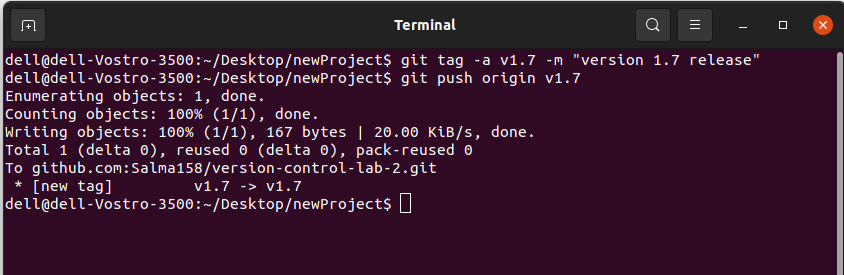 Terminal
dell@dell-Vostro-3500:~/Desktop/newProject$ git tag -a v1.7 -m "version 1.7 release"
dell@dell-Vostro-3500:~/Desktop/newProject$ git push origin v1.7
Enumerating objects: 1, done.
Counting objects: 100% (1/1), done.
Writing objects: 100% (1/1), 167 bytes | 20.00 KiB/s, done.
Total 1 (delta 0), reused 0 (delta 0), pack-reused 0
To github.com:Salma158/version-control-lab-2.git
 * [new tag]         v1.7 -> v1.7
dell@dell-Vostro-3500:~/Desktop/newProject$